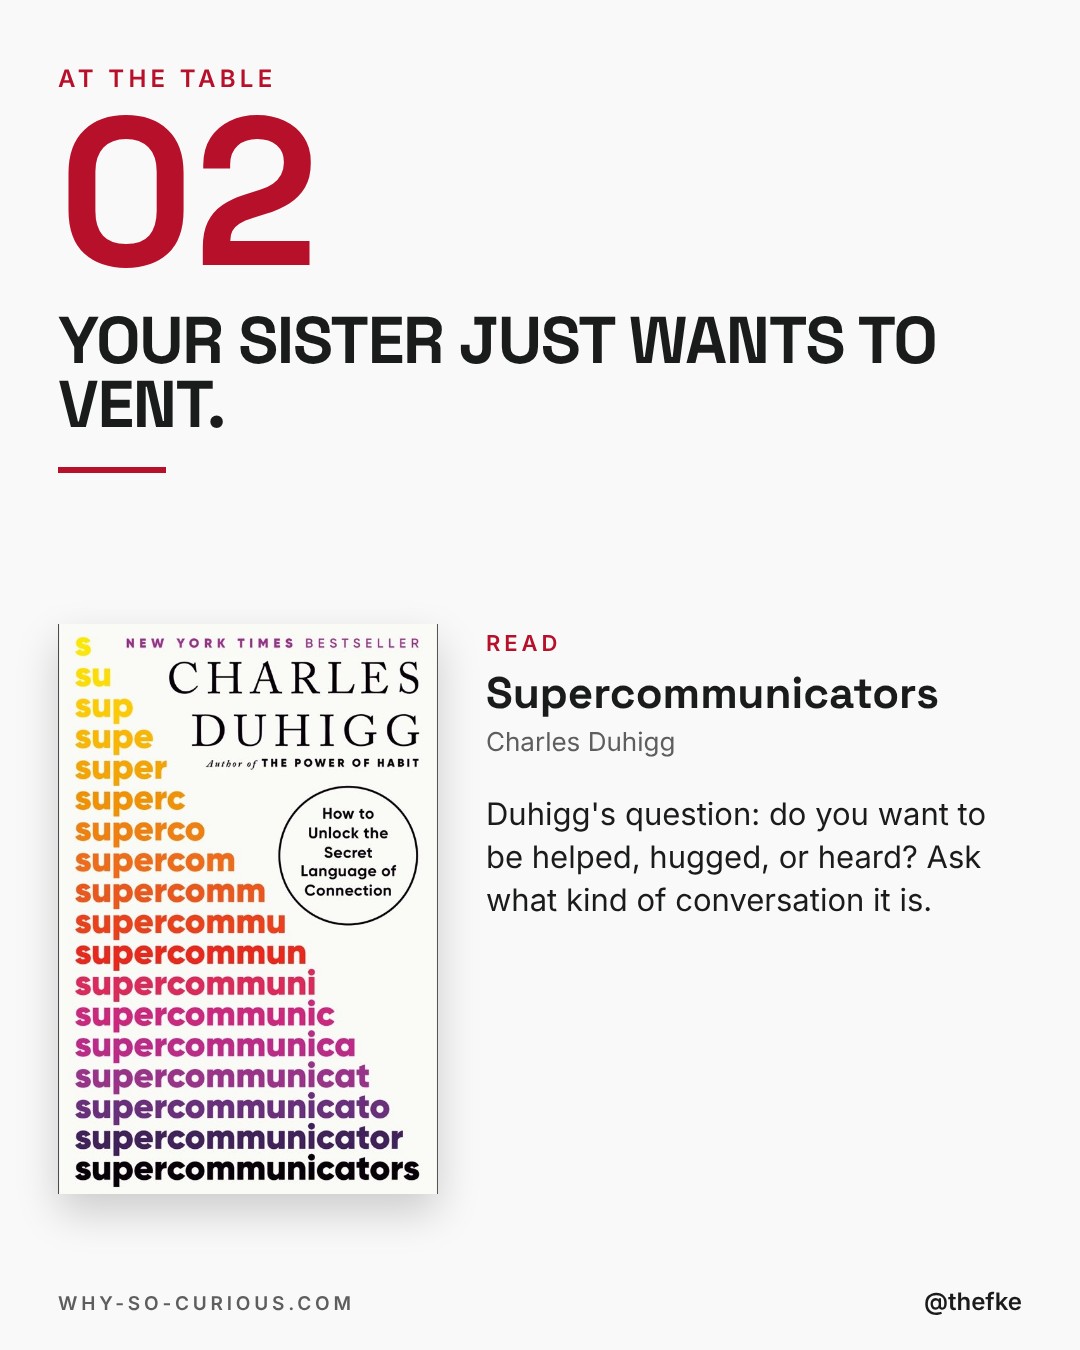 AT THE TABLE
02
YOUR SISTER JUST WANTS TO
VENT.
s
NEW YORK TIMES BESTSELLER
su
CHARLES
sup
DUHIGG
supe
Author of THE POWER OF HABIT
super
superc
superco
supercom
supercomm
supercommu
supercommun
supercommuni
supercommunic
supercommunica
supercommunicat
supercommunicato
supercommunicator
supercommunicators
How to
Unlock the
Secret
Language of
Connection
READ
Supercommunicators
Charles Duhigg
Duhigg's question: do you want to
be helped, hugged, or heard? Ask
what kind of conversation it is.
WHY-SO-CURIOUS.COM
@thefke